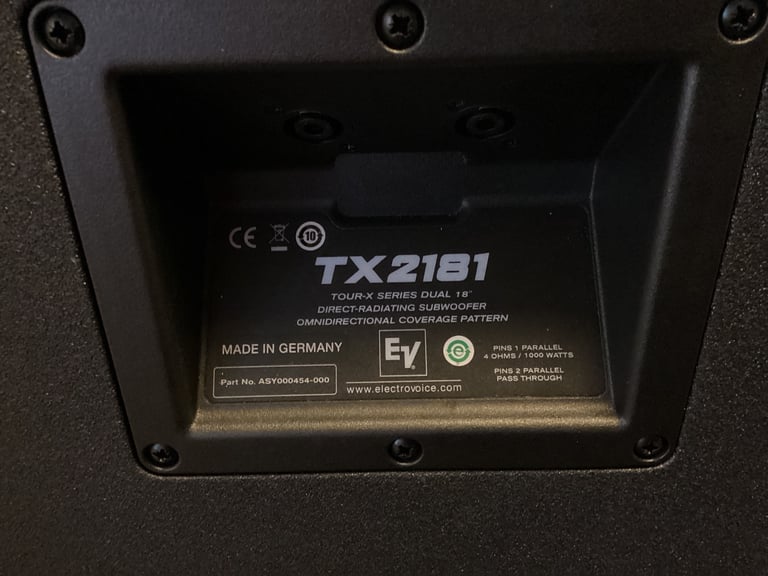 CE 10
TX2181
TOUR-X SERIES DUAL 18"
DIRECT-RADIATING SUBWOOFER
OMNIDIRECTIONAL COVERAGE PATTERN
MADE IN GERMANY
Part No. ASY000454-000
EV®
www.electrovoice.com
e
PINS 1 PARALLEL
4 OHMS / 1000 WATTS
PINS 2 PARALLEL
PASS THROUGH